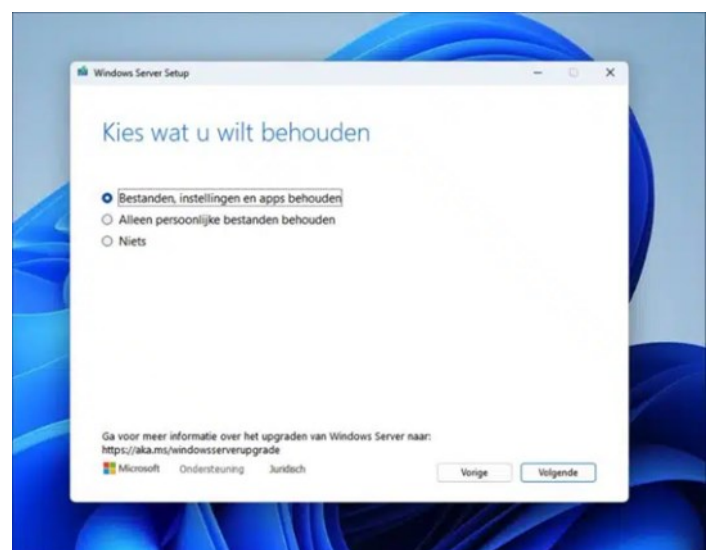 Windows Server Setup
Kies wat u wilt behouden
Bestanden, instellingen en apps behouden
Alleen persoonlijke bestanden behouden
Niets
Ga voor meer informatie over het upgraden van Windows Server naar:
https://aka.ms/windowsserverupgrade
Microsoft Ondersteuning Juridisch Vorige Volgende